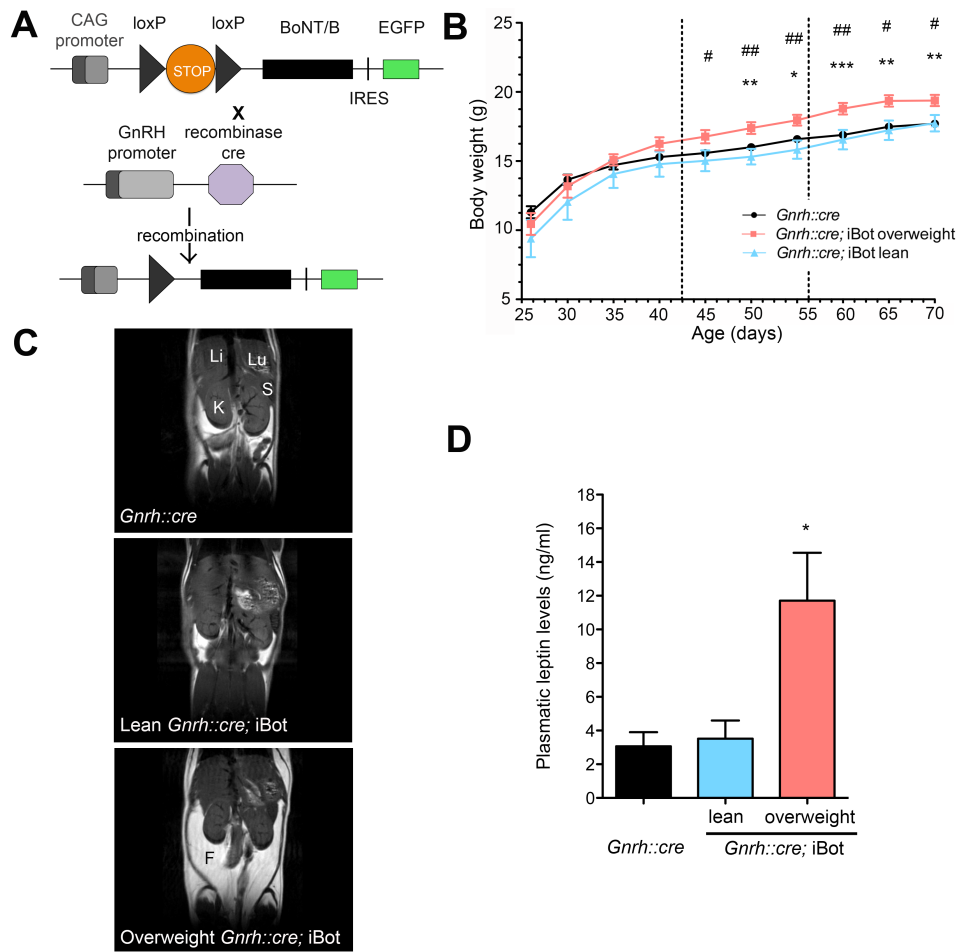 A
CAG
promoter
loxP
loxP
BoNT/B
EGFP
STOP
IRES
X
GnRH
promoter
recombinase
cre
recombination
B
Body weight (g)
25
20
15
10
5
# ## ## ## # #
** * *** ** **
Gnrh::cre
Gnrh::cre; iBot overweight
Gnrh::cre; iBot lean
25 30 35 40 45 50 55 60 65 70
Age (days)
C
Li Lu
S
K
Gnrh::cre
Lean Gnrh::cre; iBot
F
Overweight Gnrh::cre; iBot
D
Plasmatic leptin levels (ng/ml)
18
16
14
12
10
8
6
4
2
0
*
lean overweight
Gnrh::cre Gnrh::cre; iBot